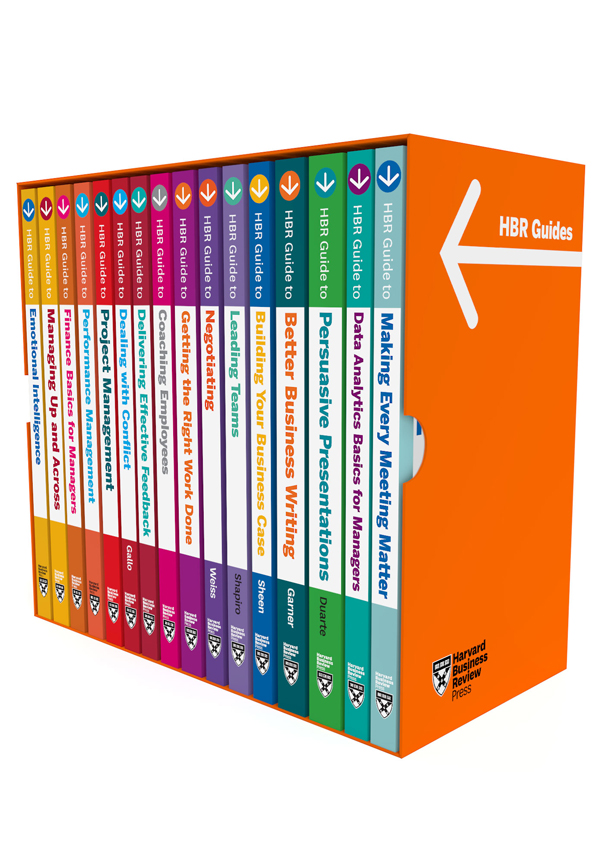 HBR Guide to Emotional Intelligence
HBR Guide to Managing Up and Across
HBR Guide to Finance Basics for Managers
HBR Guide to Performance Management
HBR Guide to Project Management
HBR Guide to Dealing with Conflict Gallo
HBR Guide to Delivering Effective Feedback
HBR Guide to Coaching Employees
HBR Guide to Getting the Right Work Done
HBR Guide to Negotiating Weiss
HBR Guide to Leading Teams Shapiro
HBR Guide to Building Your Business Case Sheen
HBR Guide to Better Business Writing Garner
HBR Guide to Persuasive Presentations Duarte
HBR Guide to Data Analytics Basics for Managers
HBR Guide to Making Every Meeting Matter
HBR Guides
Harvard
Business
Review
Press